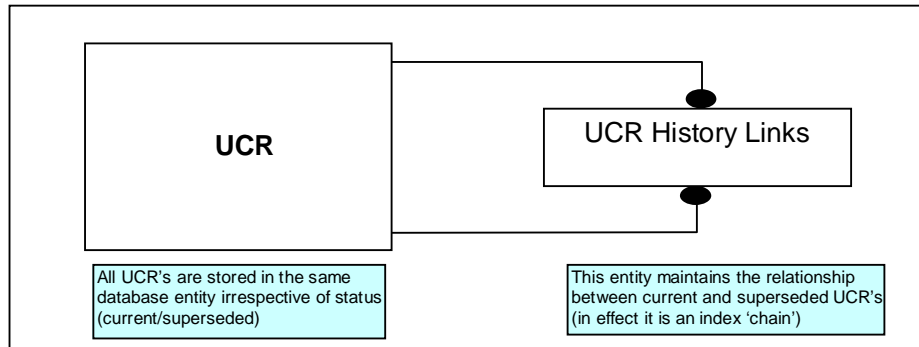 UCR
UCR History Links
All UCR's are stored in the same
database entity irrespective of status
(current/superseded)
This entity maintains the relationship
between current and superseded UCR's
(in effect it is an index 'chain')